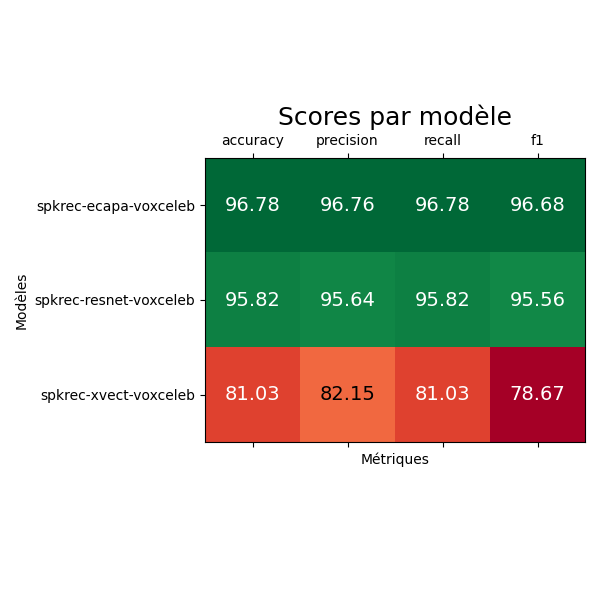 Scores par modèle
accuracy precision recall f1
spkrec-ecapa-voxceleb 96.78 96.76 96.78 96.68
spkrec-resnet-voxceleb 95.82 95.64 95.82 95.56
spkrec-xvect-voxceleb 81.03 82.15 81.03 78.67
Modèles
Métriques